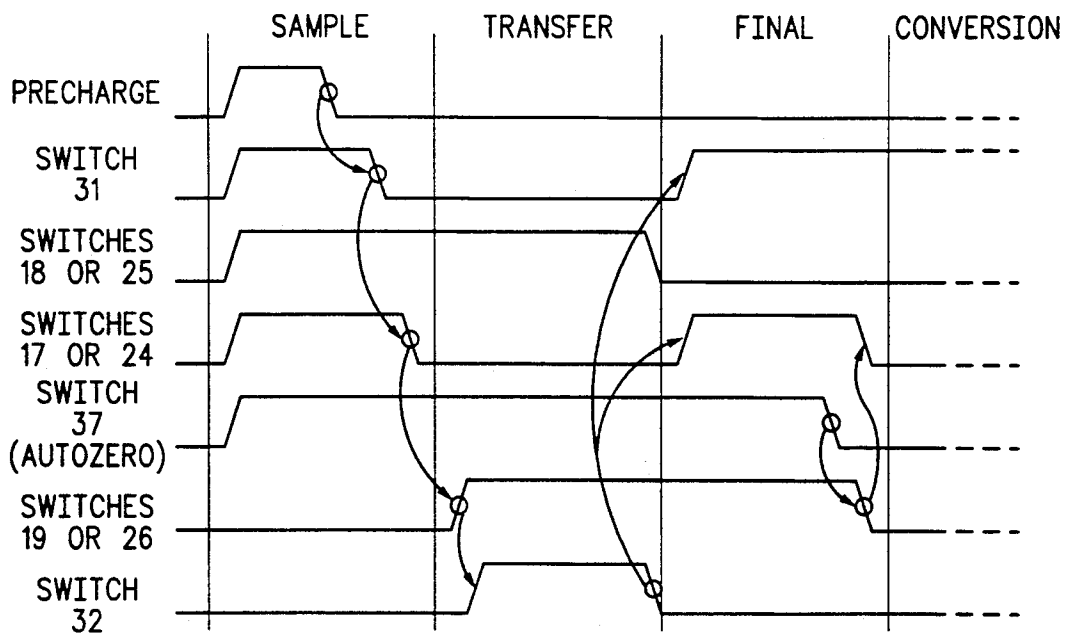 SAMPLE TRANSFER FINAL CONVERSION
PRECHARGE
SWITCH
31
SWITCHES
18 OR 25
SWITCHES
17 OR 24
SWITCH
37
(AUTOZERO)
SWITCHES
19 OR 26
SWITCH
32